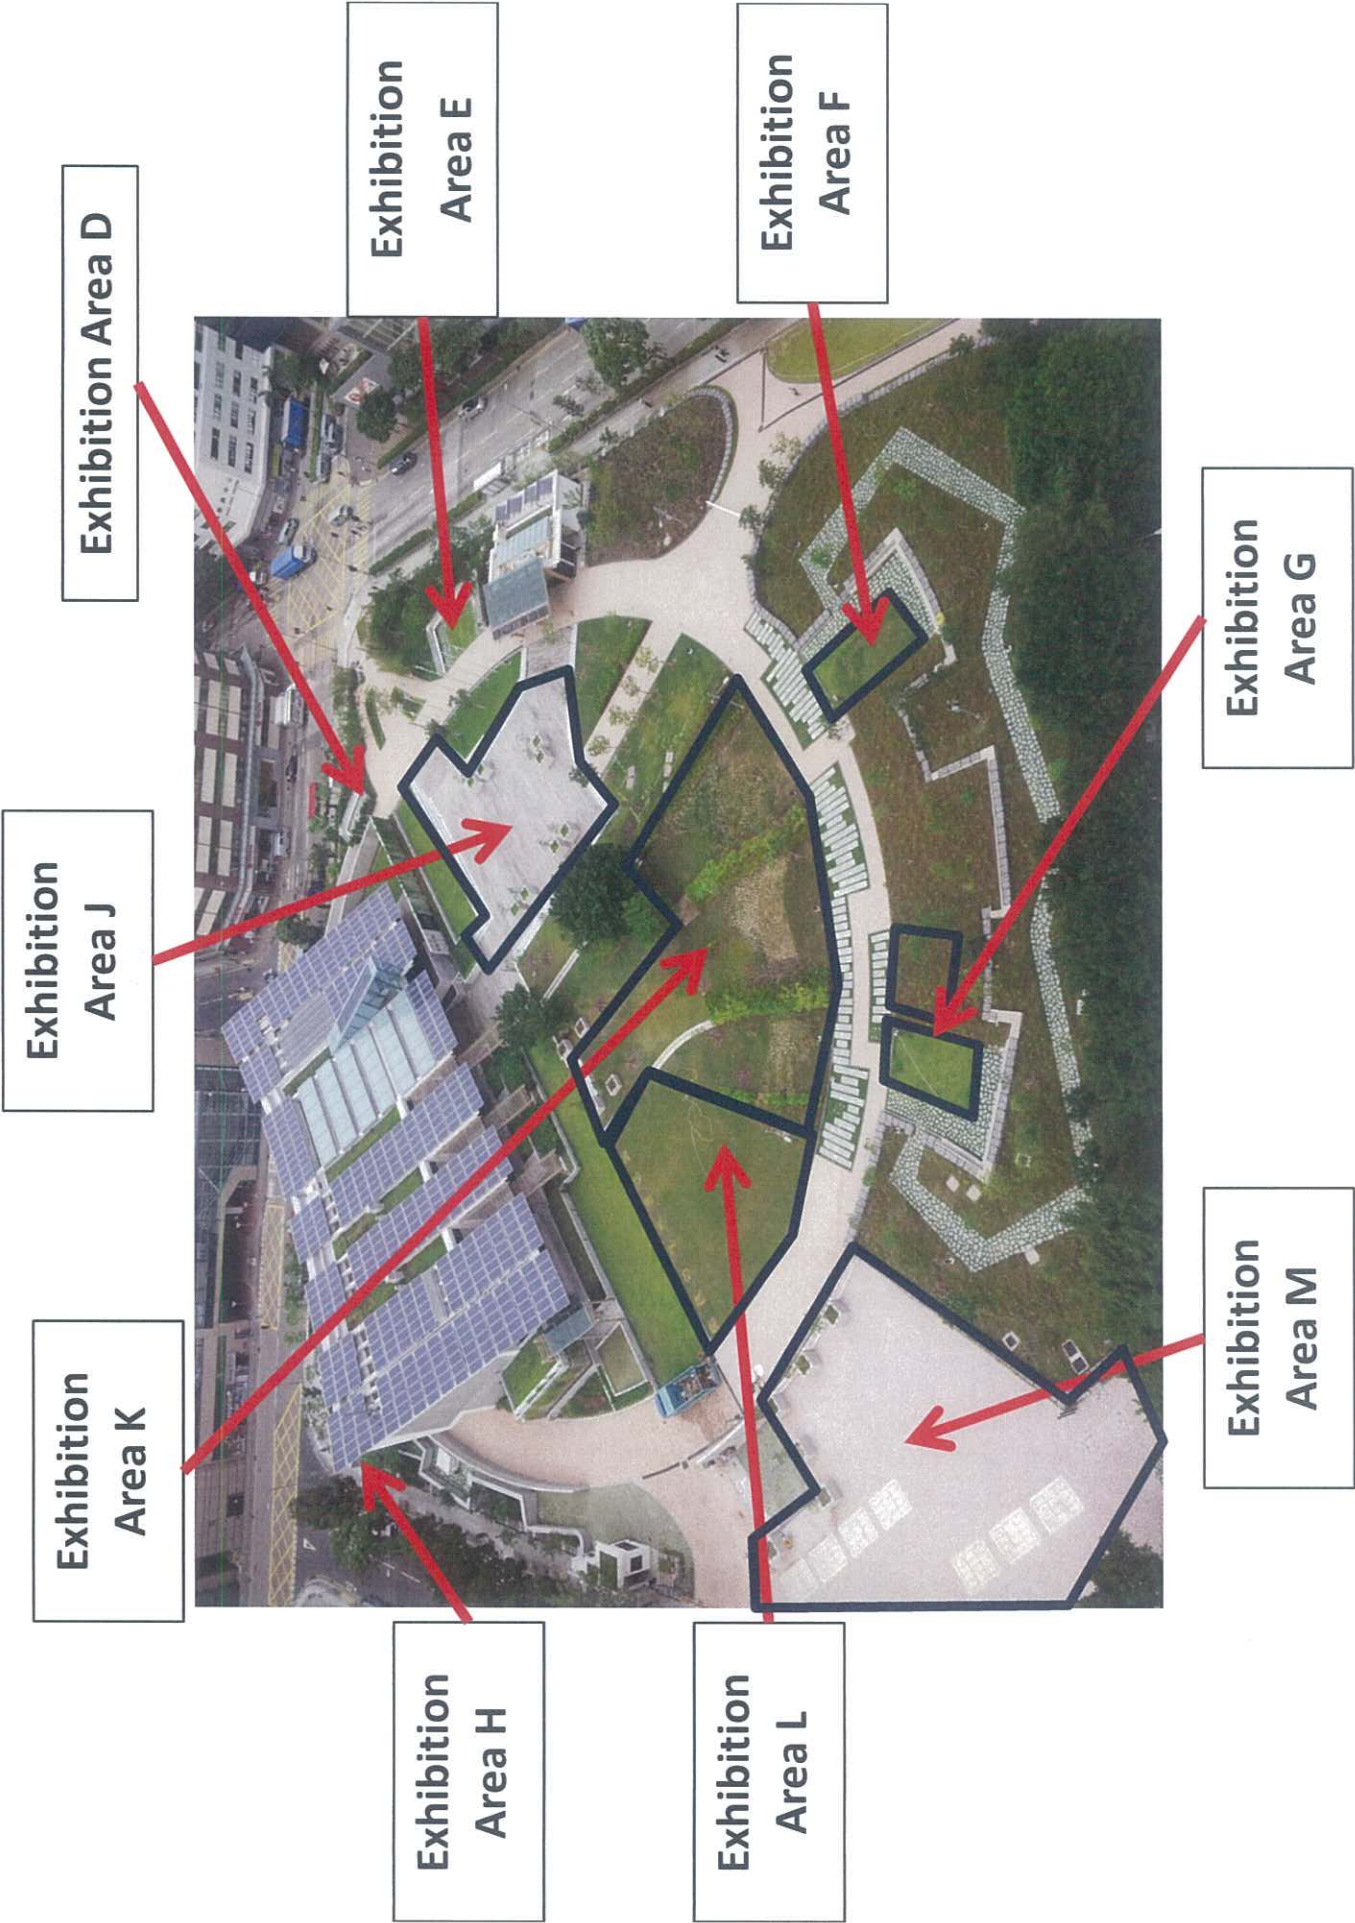 Exhibition
Area K
Exhibition
Area J
Exhibition Area D
Exhibition
Area H
Exhibition
Area E
Exhibition
Area L
Exhibition
Area F
Exhibition
Area M
Exhibition
Area G